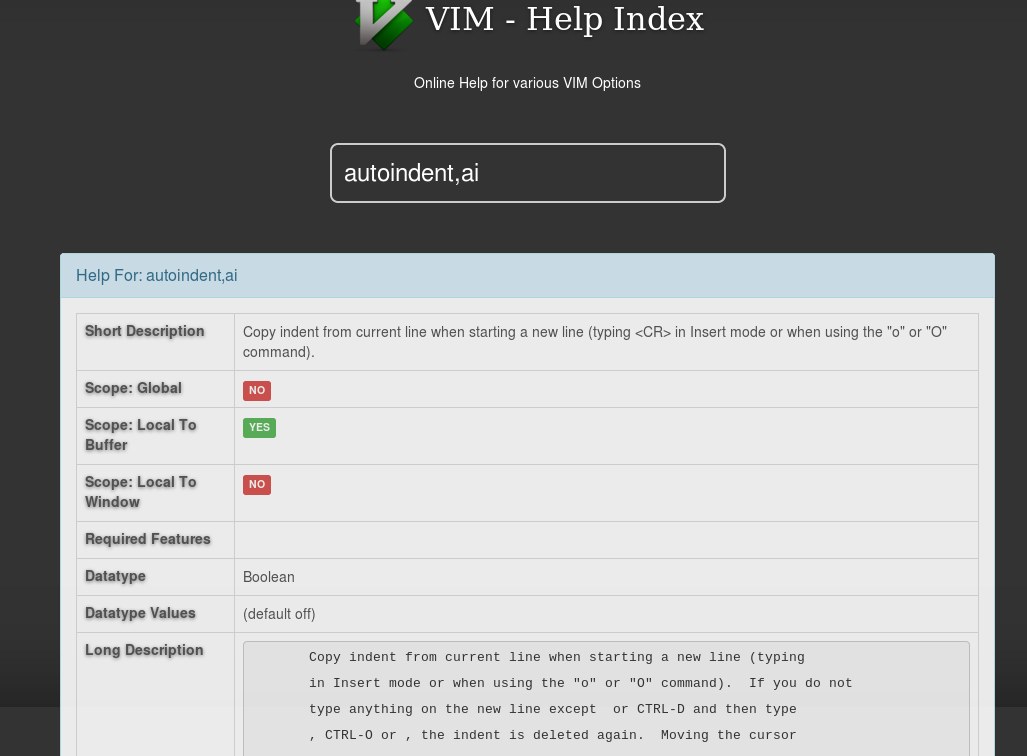 VIM - Help Index
Online Help for various VIM Options
autoindent,ai
Help For: autoindent,ai
Short Description
Copy indent from current line when starting a new line (typing <CR> in Insert mode or when using the "o" or "O"
command).
Scope: Global
NO
Scope: Local To
Buffer
YES
Scope: Local To
Window
NO
Required Features
Datatype
Boolean
Datatype Values
(default off)
Long Description
Copy indent from current line when starting a new line (typing
in Insert mode or when using the "o" or "O" command).  If you do not
type anything on the new line except  or CTRL-D and then type
, CTRL-O or , the indent is deleted again.  Moving the cursor